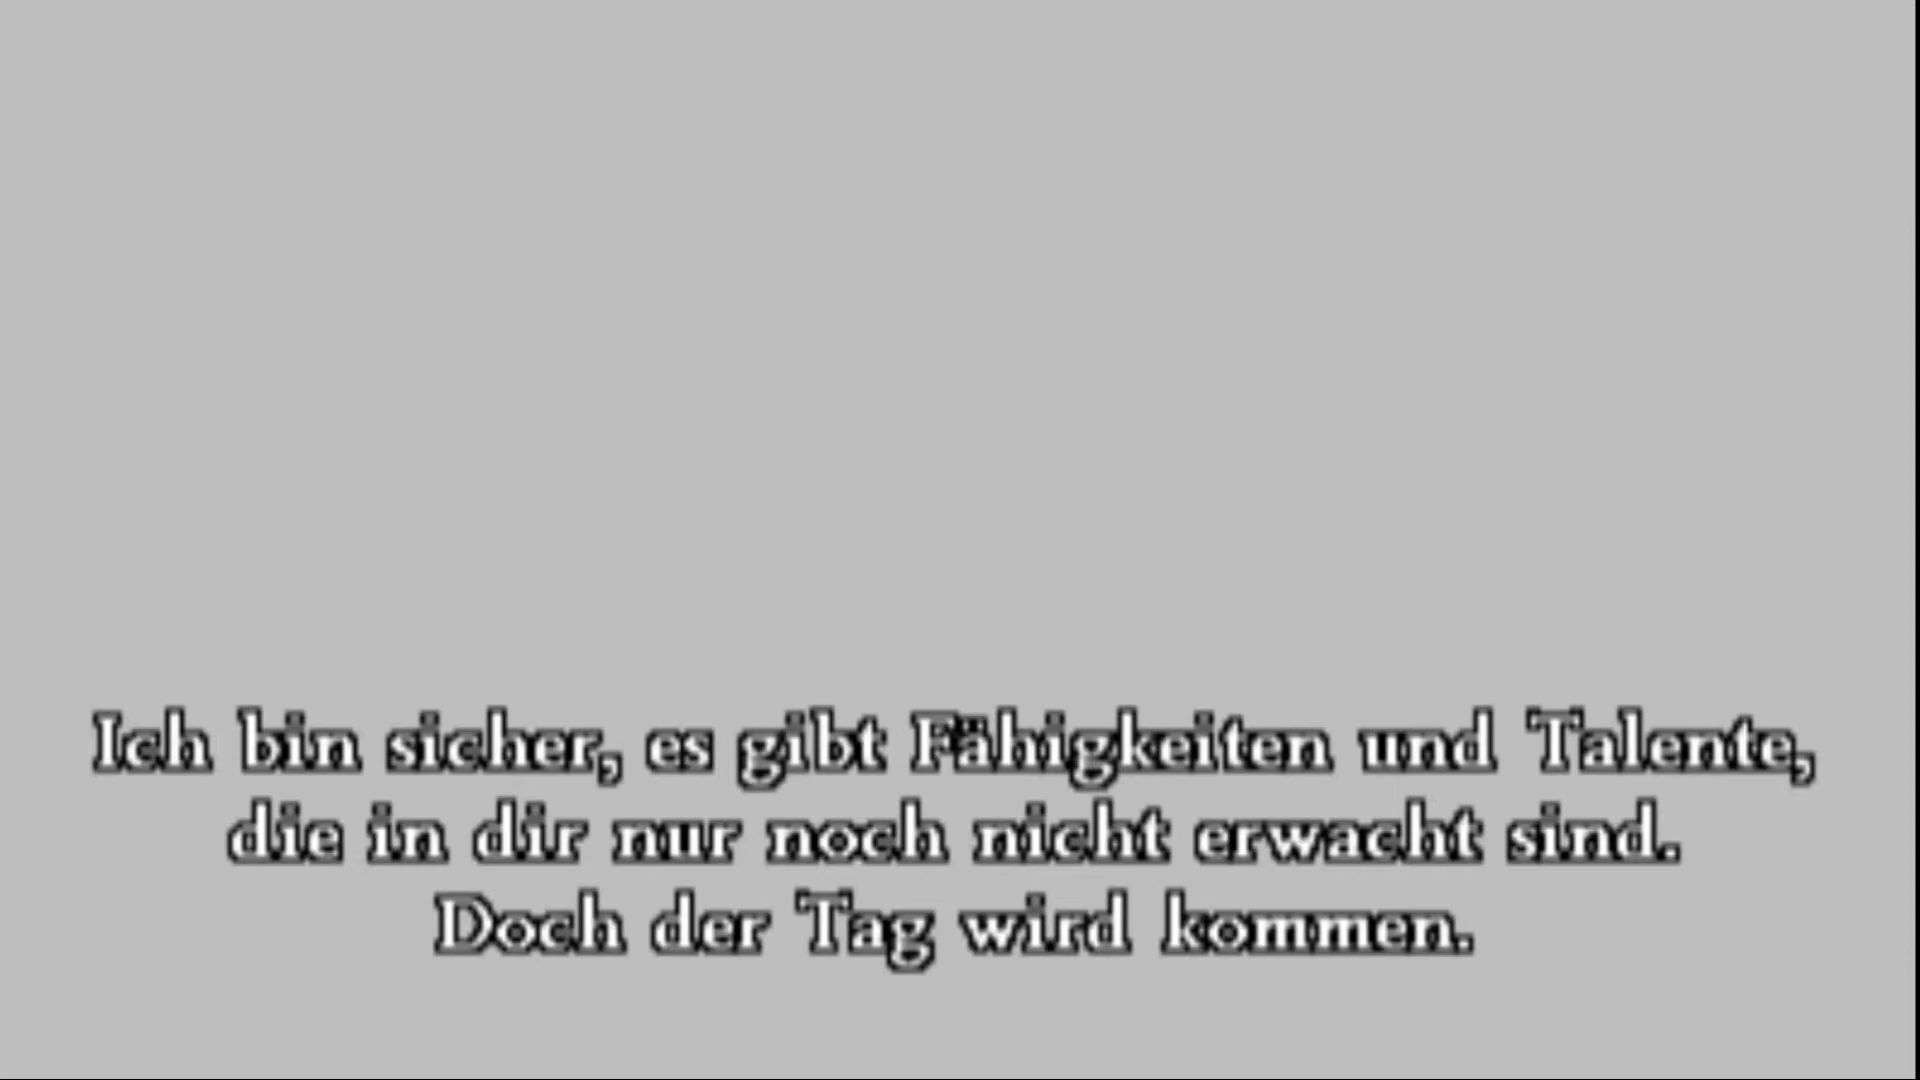 Ich bin sicher, es gibt Fähigkeiten und Talente,
die in dir nur noch nicht erwacht sind.
Doch der Tag wird kommen.